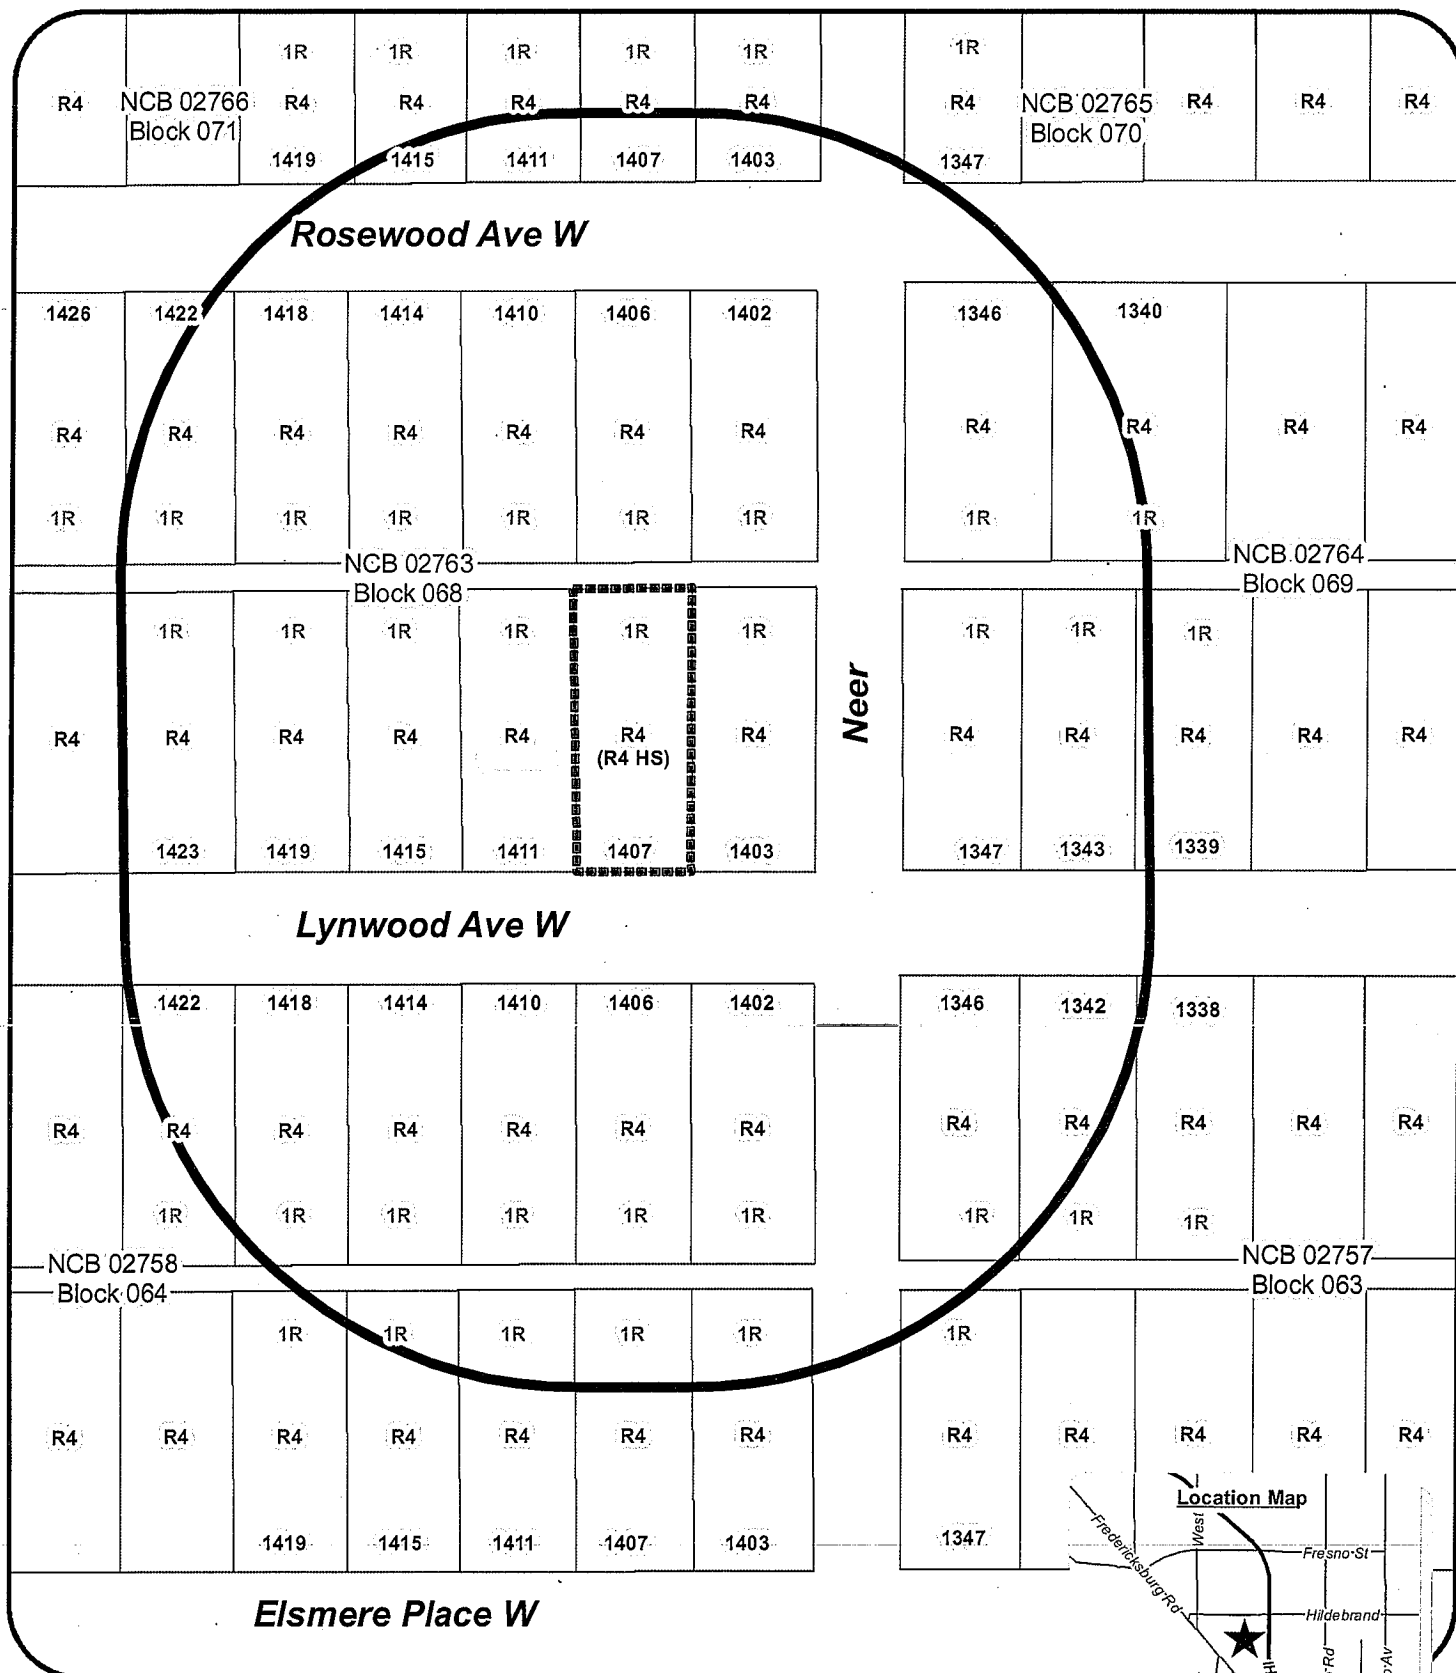 1R 1R 1R 1R 1R 1R
R4 NCB 02766 R4 R4 R4 R4 R4 R4 NCB 02765 R4 R4 R4
Block 071 Block 070
1419 1415 1411 1407 1403 1347
Rosewood Ave W
1426 1422 1418 1414 1410 1406 1402 1346 1340
R4 R4 R4 R4 R4 R4 R4 R4 R4 R4 R4
1R 1R 1R 1R 1R 1R 1R 1R 1R
NCB 02763 NCB 02764
Block 068 Block 069
1R 1R 1R 1R 1R 1R 1R 1R 1R
Neer
R4 R4 R4 R4 R4 R4 R4 R4 R4 R4 R4 R4
(R4 HS)
1423 1419 1415 1411 1407 1403 1347 1343 1339
Lynwood Ave W
1422 1418 1414 1410 1406 1402 1346 1342 1338
R4 R4 R4 R4 R4 R4 R4 R4 R4 R4 R4 R4
1R 1R 1R 1R 1R 1R 1R 1R 1R
NCB 02758 NCB 02757
Block 064 Block 063
1R 1R 1R 1R 1R 1R
R4 R4 R4 R4 R4 R4 R4 R4 R4 R4 R4 R4
1419 1415 1411 1407 1403 1347
Elsmere Place W
Location Map
West
Fredericksburg Rd
Fresno St
Hildebrand
Rd
Av